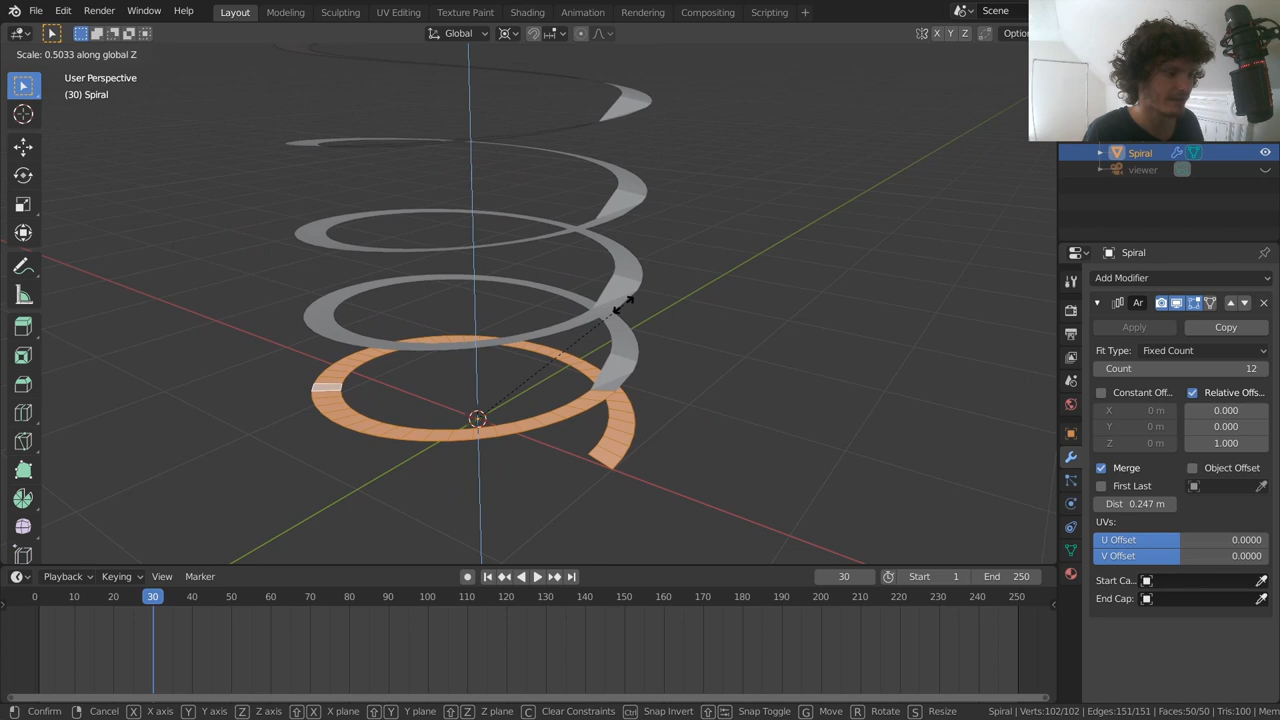 File Edit Render Window Help Layout Modeling Sculpting UV Editing Texture Paint Shading Animation Rendering Compositing Scripting + Scene
Global X Y Z Optio
Scale: 0.5033 along global Z
User Perspective
(30) Spiral
Spiral
viewer
Spiral
Add Modifier
Ar
Apply Copy
Fit Type: Fixed Count
Count 12
Constant Off... Relative Offs...
X 0 m 0.000
Y 0 m 0.000
Z 0 m 1.000
Merge Object Offset
First Last
Dist 0.247 m
UVs:
U Offset 0.0000
V Offset 0.0000
Start Ca...
End Cap:
Playback Keying View Marker 30 Start 1 End 250
0 10 20 30 40 50 60 70 80 90 100 110 120 130 140 150 160 170 180 190 200 210 220 230 240 250
Confirm Cancel X X axis Y Y axis Z Z axis X X plane Y Y plane Z Z plane C Clear Constraints Ctrl Snap Invert Snap Toggle G Move R Rotate S Resize Spiral | Verts:102/102 | Edges:151/151 | Faces:50/50 | Tris:100 | Mem